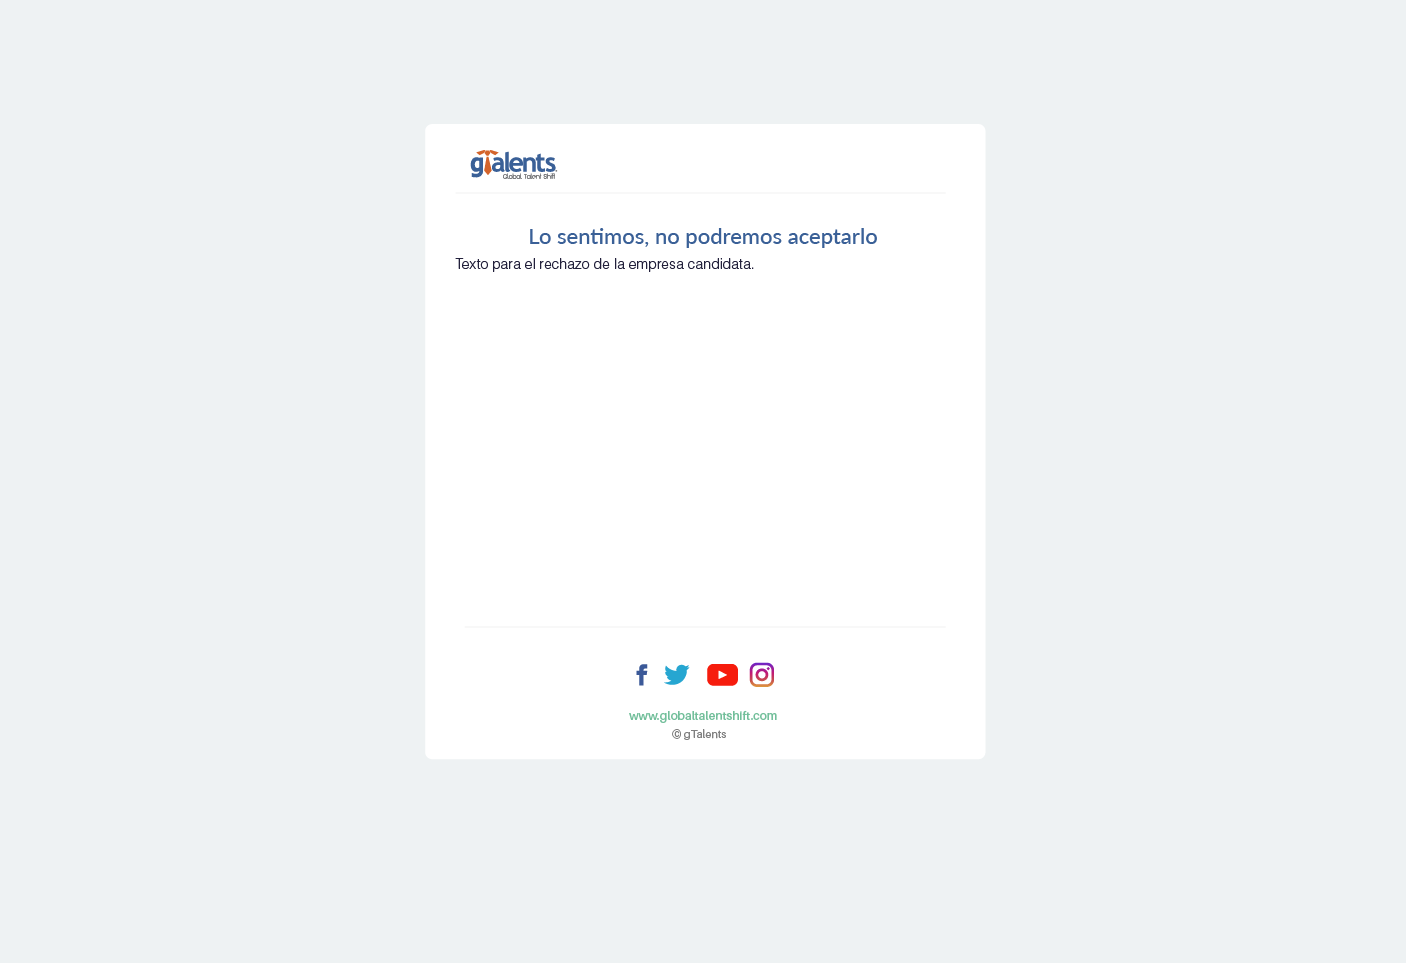 gTalents.
Global Talent Shift
Lo sentimos, no podremos aceptarlo
Texto para el rechazo de la empresa candidata.
www.globaltalentshift.com
© gTalents